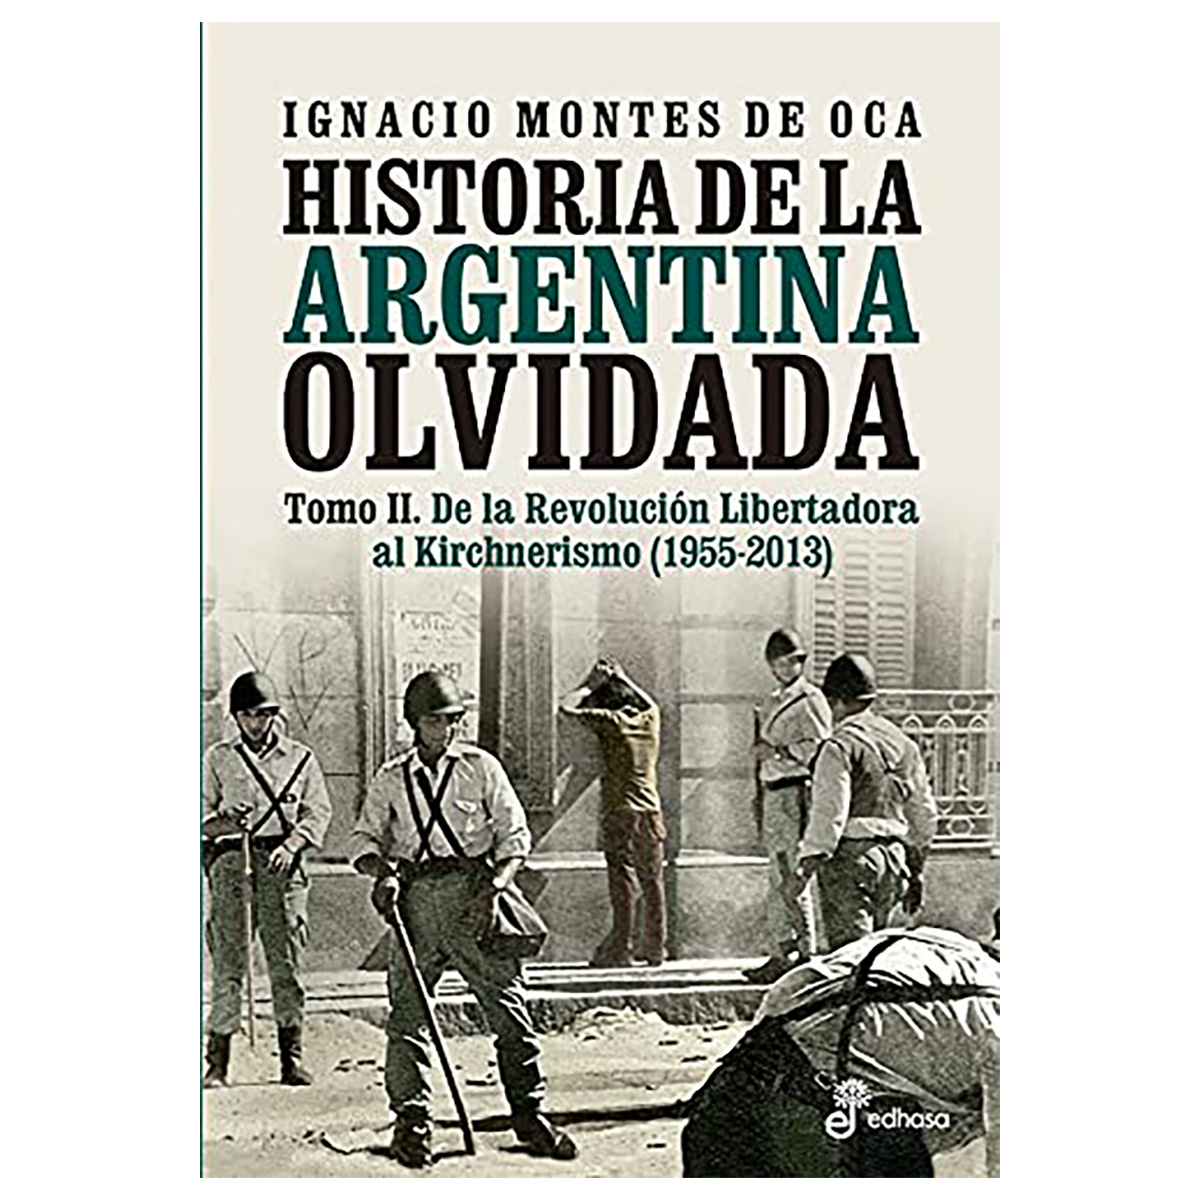 IGNACIO MONTES DE OCA
HISTORIA DE LA
ARGENTINA
OLVIDADA
Tomo II. De la Revolución Libertadora
al Kirchnerismo (1955-2013)
edhasa